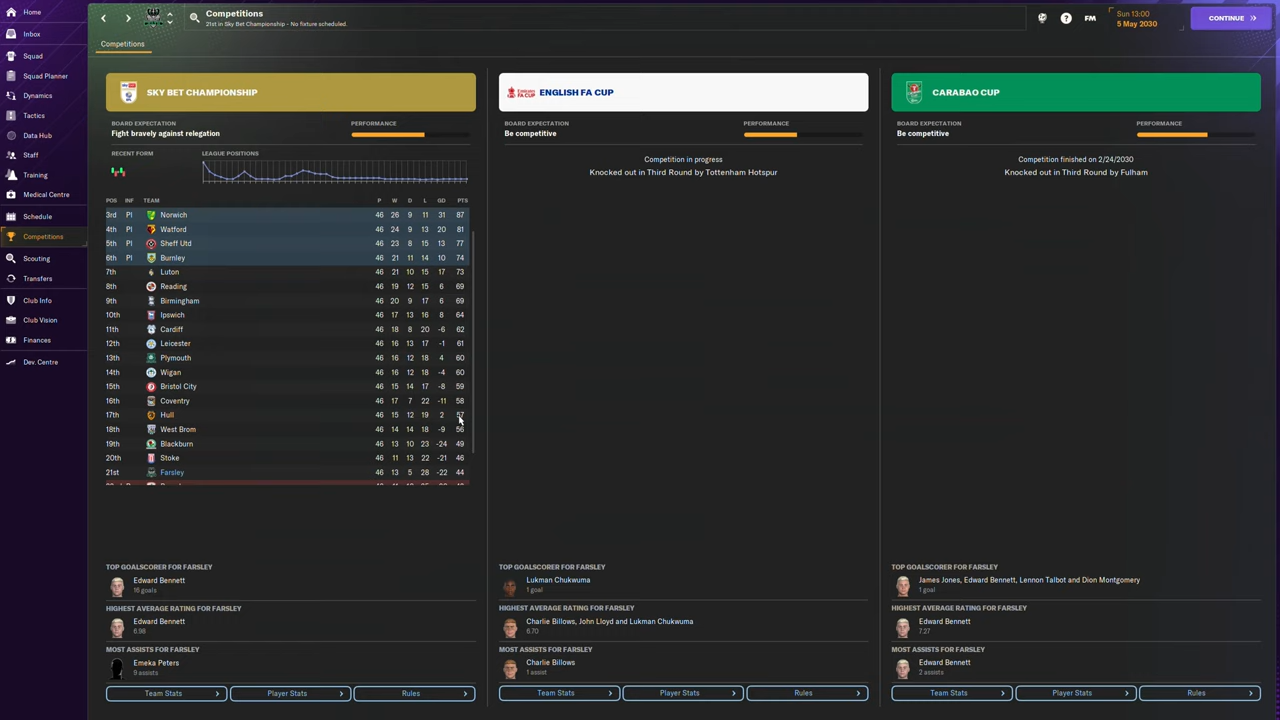 Home
Inbox
Squad
Squad Planner
Dynamics
Tactics
Data Hub
Staff
Training
Medical Centre
Schedule
Competitions
Scouting
Transfers
Club Info
Club Vision
Finances
Dev. Centre
Competitions
21st in Sky Bet Championship - No fixture scheduled.
FM
Sun 13:00
5 May 2030
CONTINUE
Competitions
SKY BET CHAMPIONSHIP
BOARD EXPECTATION
Fight bravely against relegation
PERFORMANCE
RECENT FORM
LEAGUE POSITIONS
POS INF TEAM P W D L GD PTS
3rd Pl Norwich 46 26 9 11 31 87
4th Pl Watford 46 24 9 13 20 81
5th Pl Sheff Utd 46 23 8 15 13 77
6th Pl Burnley 46 21 11 14 10 74
7th Luton 46 21 10 15 17 73
8th Reading 46 19 12 15 6 69
9th Birmingham 46 20 9 17 6 69
10th Ipswich 46 17 13 16 8 64
11th Cardiff 46 18 8 20 -6 62
12th Leicester 46 16 13 17 -1 61
13th Plymouth 46 16 12 18 4 60
14th Wigan 46 16 12 18 -4 60
15th Bristol City 46 15 14 17 -8 59
16th Coventry 46 17 7 22 -11 58
17th Hull 46 15 12 19 2 57
18th West Brom 46 14 14 18 -9 56
19th Blackburn 46 13 10 23 -24 49
20th Stoke 46 11 13 22 -21 46
21st Farsley 46 13 5 28 -22 44
TOP GOALSCORER FOR FARSLEY
Edward Bennett
16 goals
HIGHEST AVERAGE RATING FOR FARSLEY
Edward Bennett
6.98
MOST ASSISTS FOR FARSLEY
Emeka Peters
9 assists
Team Stats
Player Stats
Rules
ENGLISH FA CUP
BOARD EXPECTATION
Be competitive
PERFORMANCE
Competition in progress
Knocked out in Third Round by Tottenham Hotspur
TOP GOALSCORER FOR FARSLEY
Lukman Chukwuma
1 goal
HIGHEST AVERAGE RATING FOR FARSLEY
Charlie Billows, John Lloyd and Lukman Chukwuma
6.70
MOST ASSISTS FOR FARSLEY
Charlie Billows
1 assist
Team Stats
Player Stats
Rules
CARABAO CUP
BOARD EXPECTATION
Be competitive
PERFORMANCE
Competition finished on 2/24/2030
Knocked out in Third Round by Fulham
TOP GOALSCORER FOR FARSLEY
James Jones, Edward Bennett, Lennon Talbot and Dion Montgomery
1 goal
HIGHEST AVERAGE RATING FOR FARSLEY
Edward Bennett
7.27
MOST ASSISTS FOR FARSLEY
Edward Bennett
2 assists
Team Stats
Player Stats
Rules